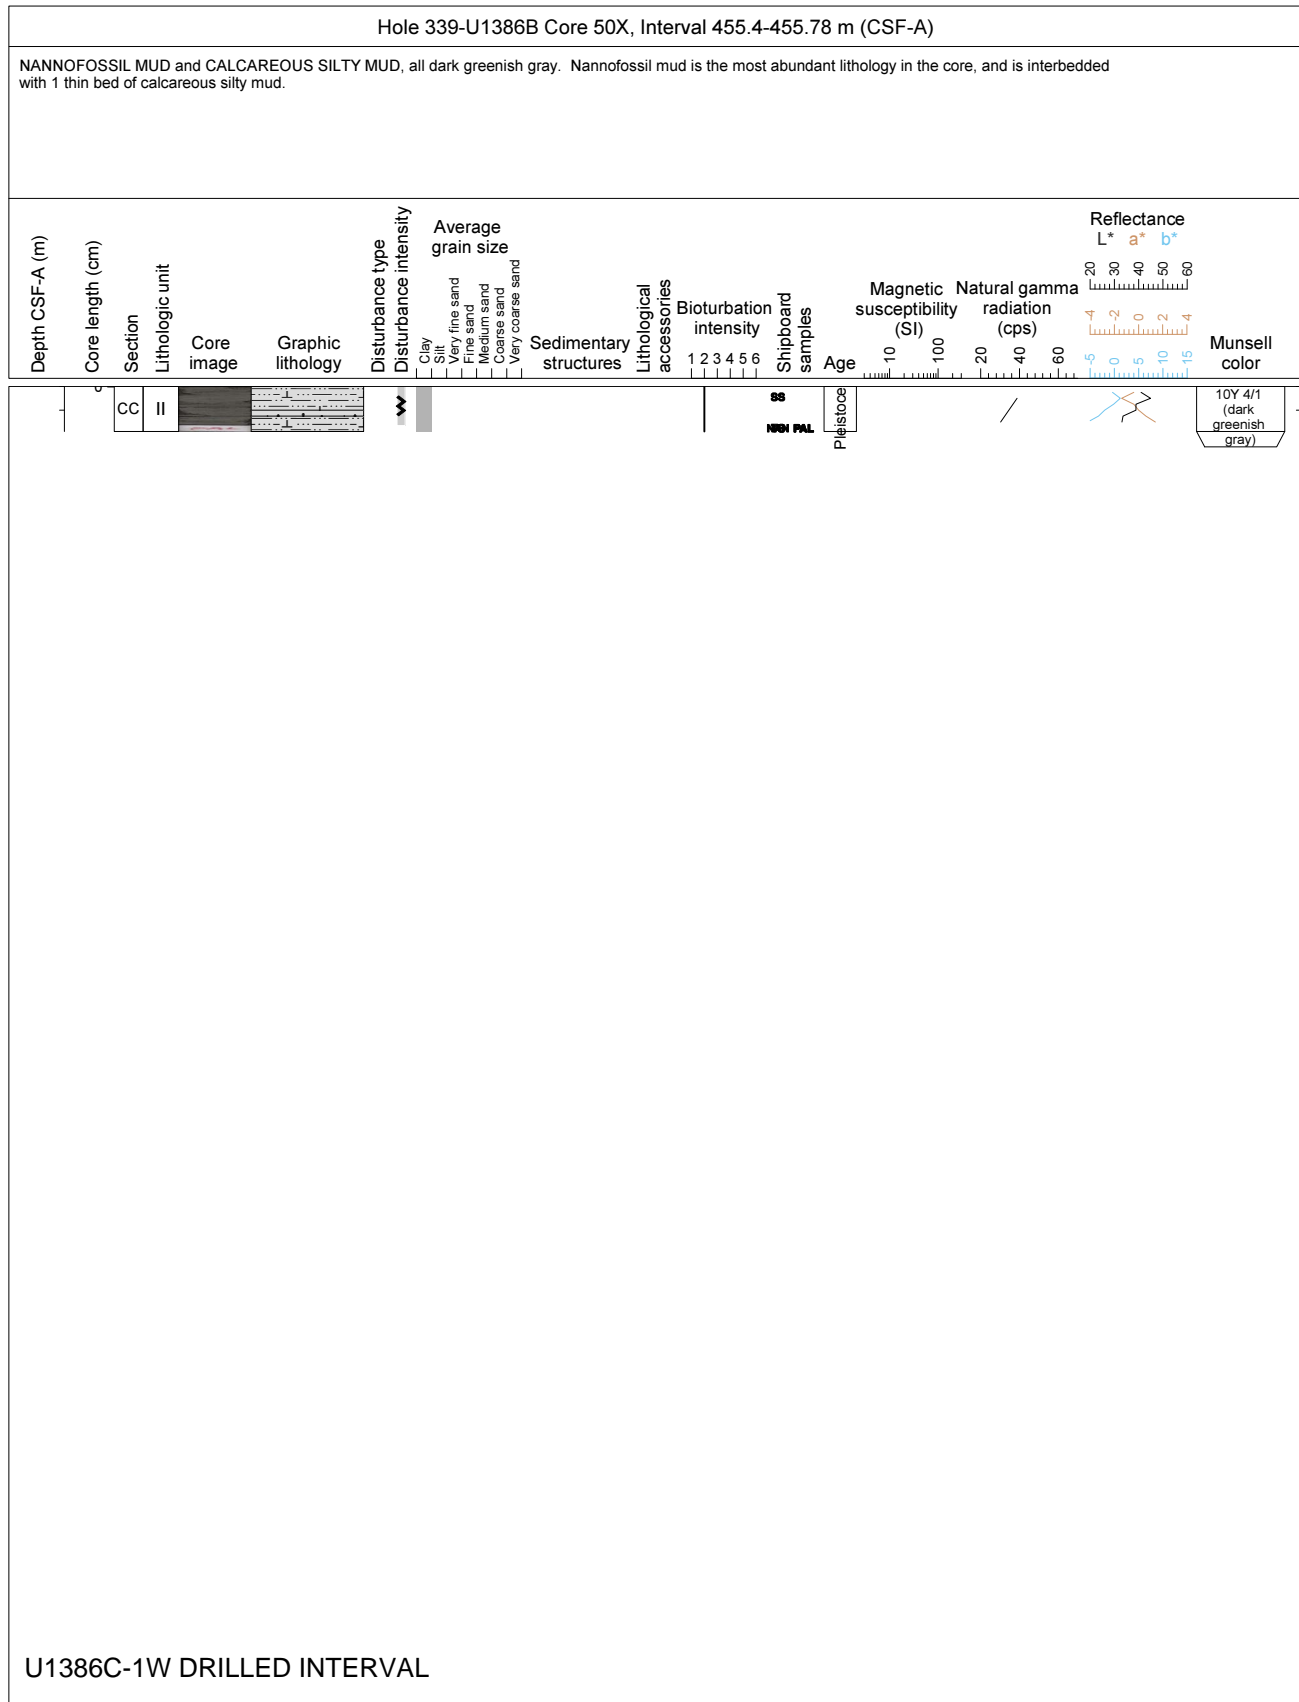 Hole 339-U1386B Core 50X, Interval 455.4-455.78 m (CSF-A)
NANNOFOSSIL MUD and CALCAREOUS SILTY MUD, all dark greenish gray.  Nannofossil mud is the most abundant lithology in the core, and is interbedded
with 1 thin bed of calcareous silty mud.
Depth CSF-A (m)
Core length (cm)
Section
Lithologic unit
Core
image
Graphic
lithology
Disturbance type
Disturbance intensity
Average
grain size
Clay
Silt
Very fine sand
Fine sand
Medium sand
Coarse sand
Very coarse sand
Sedimentary
structures
Lithological
accessories
Bioturbation
intensity
1 2 3 4 5 6
Shipboard
samples
Age
Magnetic
susceptibility
(SI)
10 100
Natural gamma
radiation
(cps)
20 40 60
Reflectance
L* a* b*
20 30 40 50 60
-4 -2 0 2 4
-5 0 5 10 15
Munsell
color
0
CC
II
SS
PAL
Pleistoce
10Y 4/1
(dark
greenish
gray)
U1386C-1W DRILLED INTERVAL